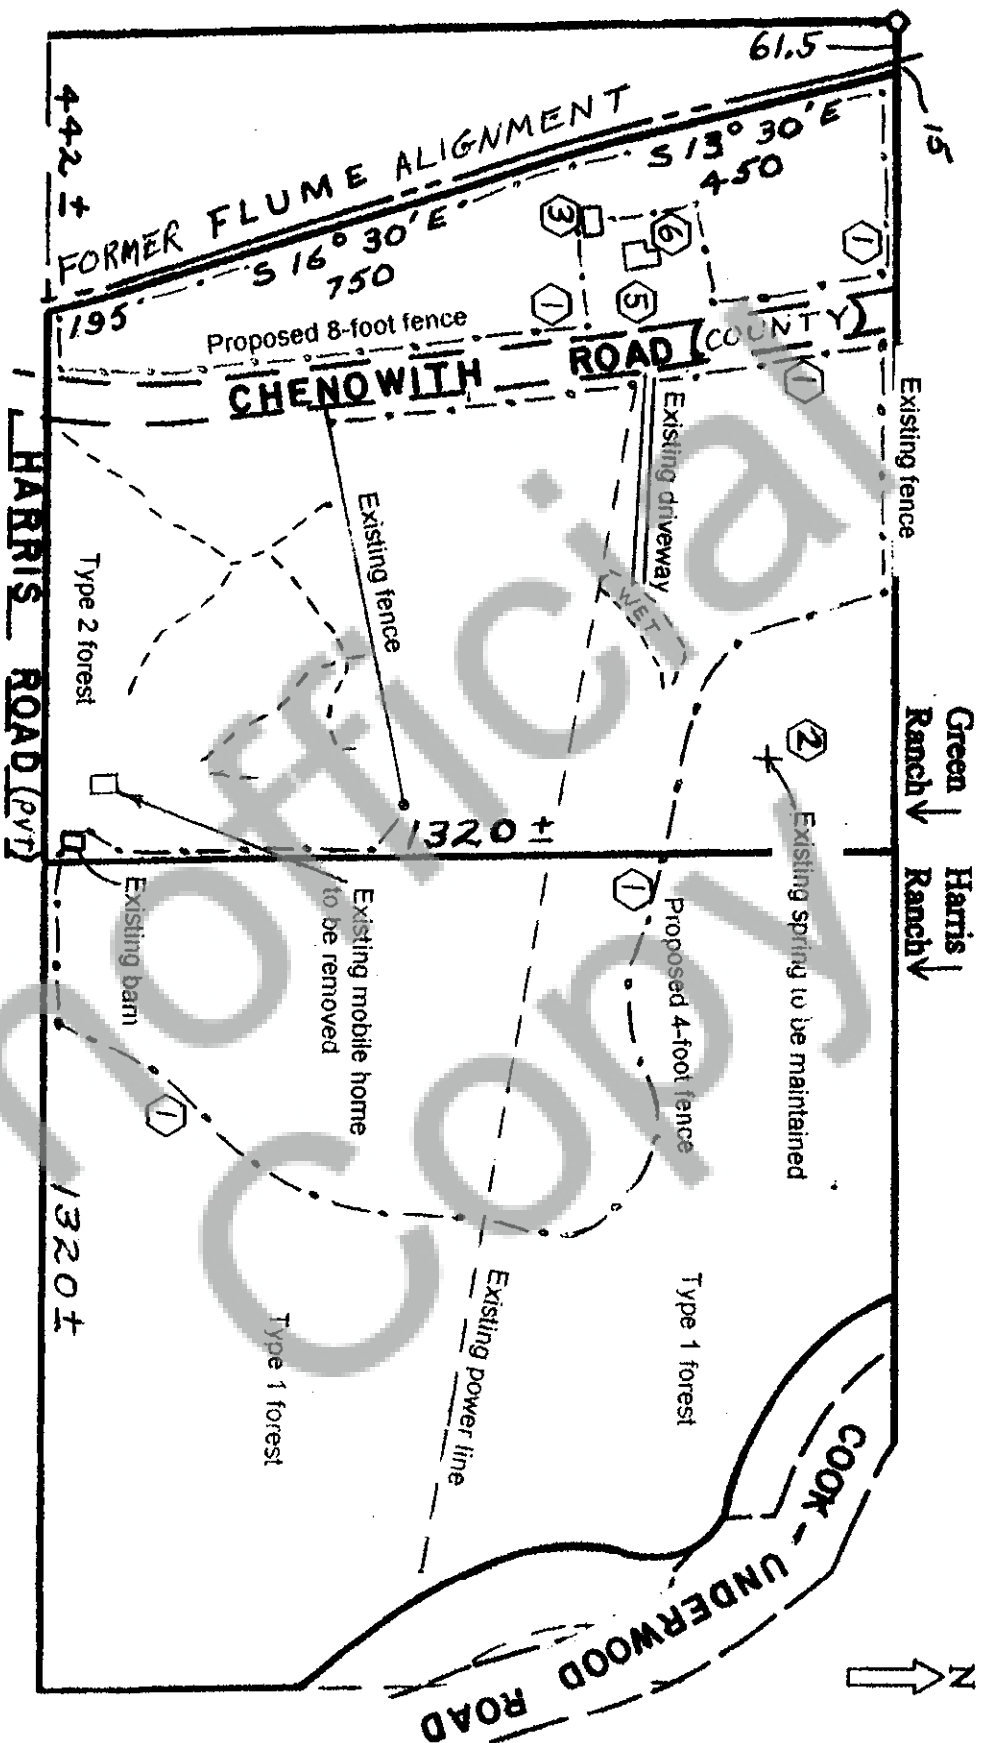 61.5
15
442 ±
FORMER FLUME ALIGNMENT
S 13° 30' E
450
S 16° 30' E
750
195
3
6
1
1
5
Proposed 8-foot fence
CHENOWITH ROAD (COUNTY)
1
Existing fence
Existing driveway
Existing fence
WET
HARRIS ROAD (PVT)
Type 2 forest
Green
Ranch
Harris
Ranch
2
Existing spring to be maintained
1320 ±
1
Proposed 4-foot fence
Existing mobile home
to be removed
Existing barn
1
1320 ±
Type 1 forest
Type 1 forest
Existing power line
COOK - UNDERWOOD ROAD
N
nofficial
Copy